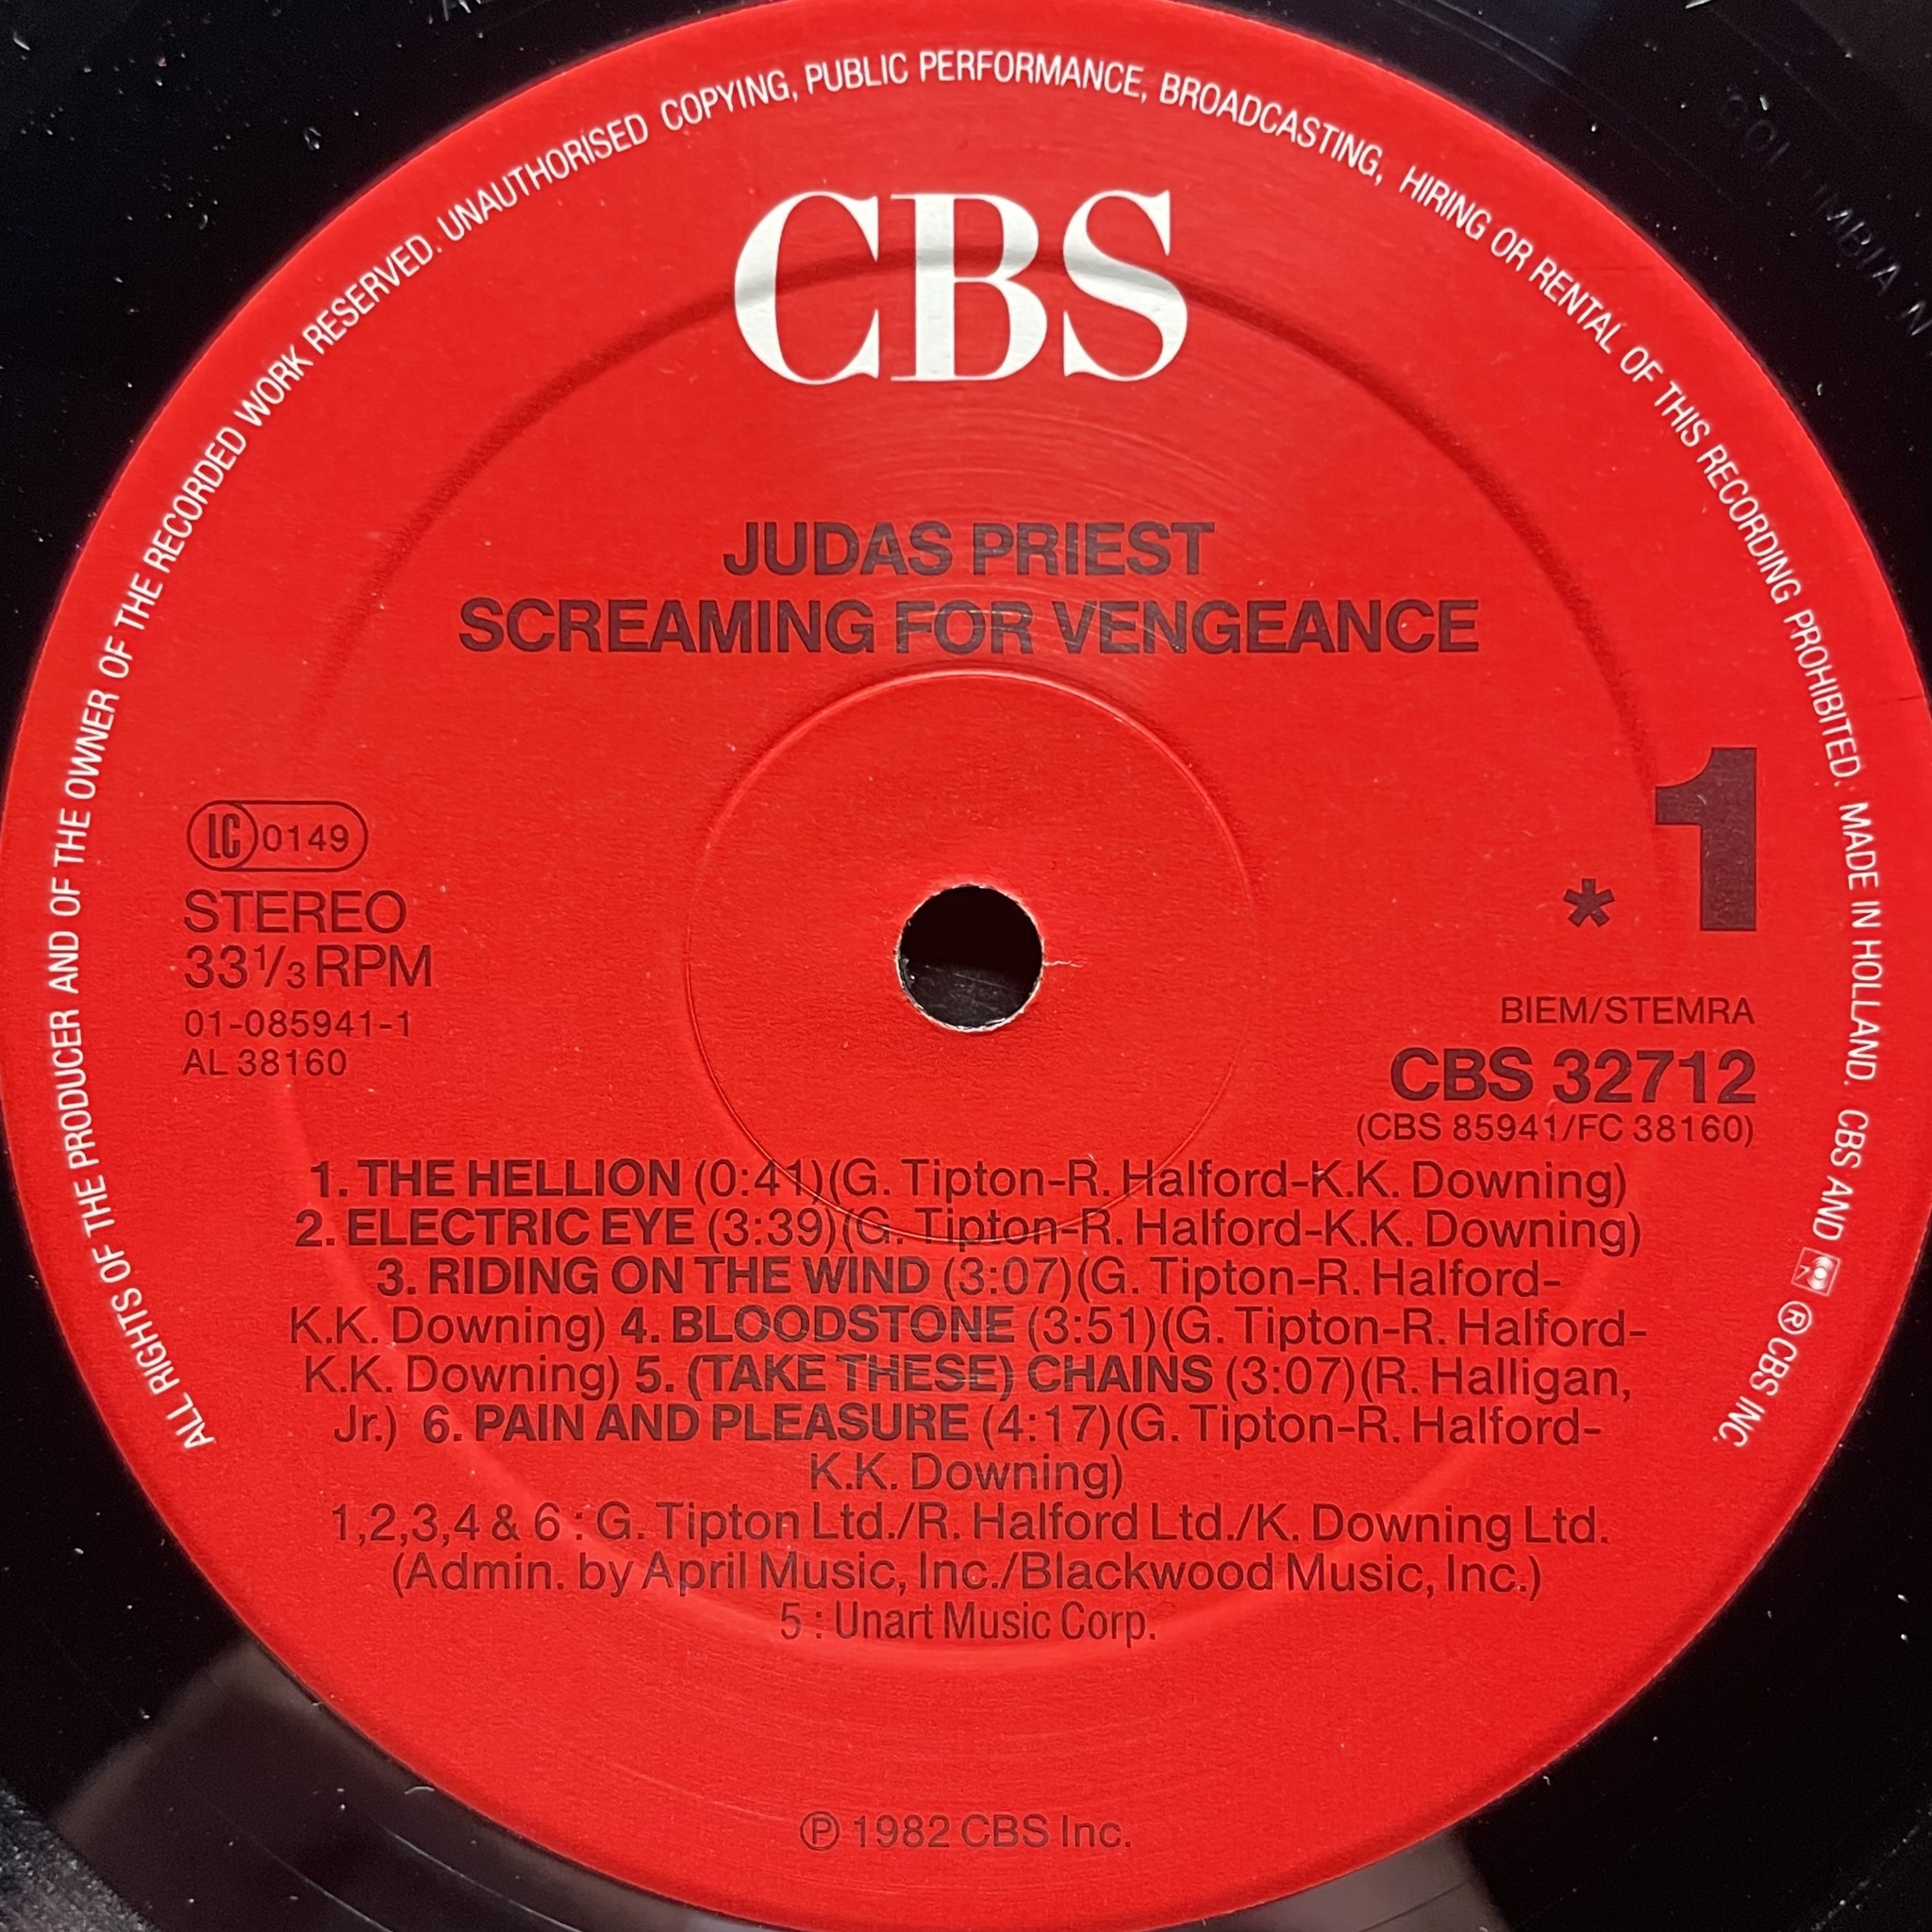 ALL RIGHTS OF THE PRODUCER AND OF THE OWNER OF THE RECORDED WORK RESERVED. UNAUTHORISED COPYING, PUBLIC PERFORMANCE, BROADCASTING, HIRING OR RENTAL OF THIS RECORDING PROHIBITED. MADE IN HOLLAND. CBS AND ® CBS INC.
CBS
JUDAS PRIEST
SCREAMING FOR VENGEANCE
LC 0149
STEREO
33 1/3 RPM
01-085941-1
AL 38160
* 1
BIEM/STEMRA
CBS 32712
(CBS 85941/FC 38160)
1. THE HELLION (0:41)(G. Tipton-R. Halford-K.K. Downing)
2. ELECTRIC EYE (3:39)(G. Tipton-R. Halford-K.K. Downing)
3. RIDING ON THE WIND (3:07)(G. Tipton-R. Halford-
K.K. Downing) 4. BLOODSTONE (3:51)(G. Tipton-R. Halford-
K.K. Downing) 5. (TAKE THESE) CHAINS (3:07)(R. Halligan,
Jr.) 6. PAIN AND PLEASURE (4:17)(G. Tipton-R. Halford-
K.K. Downing)
1,2,3,4 & 6 : G. Tipton Ltd./R. Halford Ltd./K. Downing Ltd.
(Admin. by April Music, Inc./Blackwood Music, Inc.)
5 : Unart Music Corp.
℗ 1982 CBS Inc.